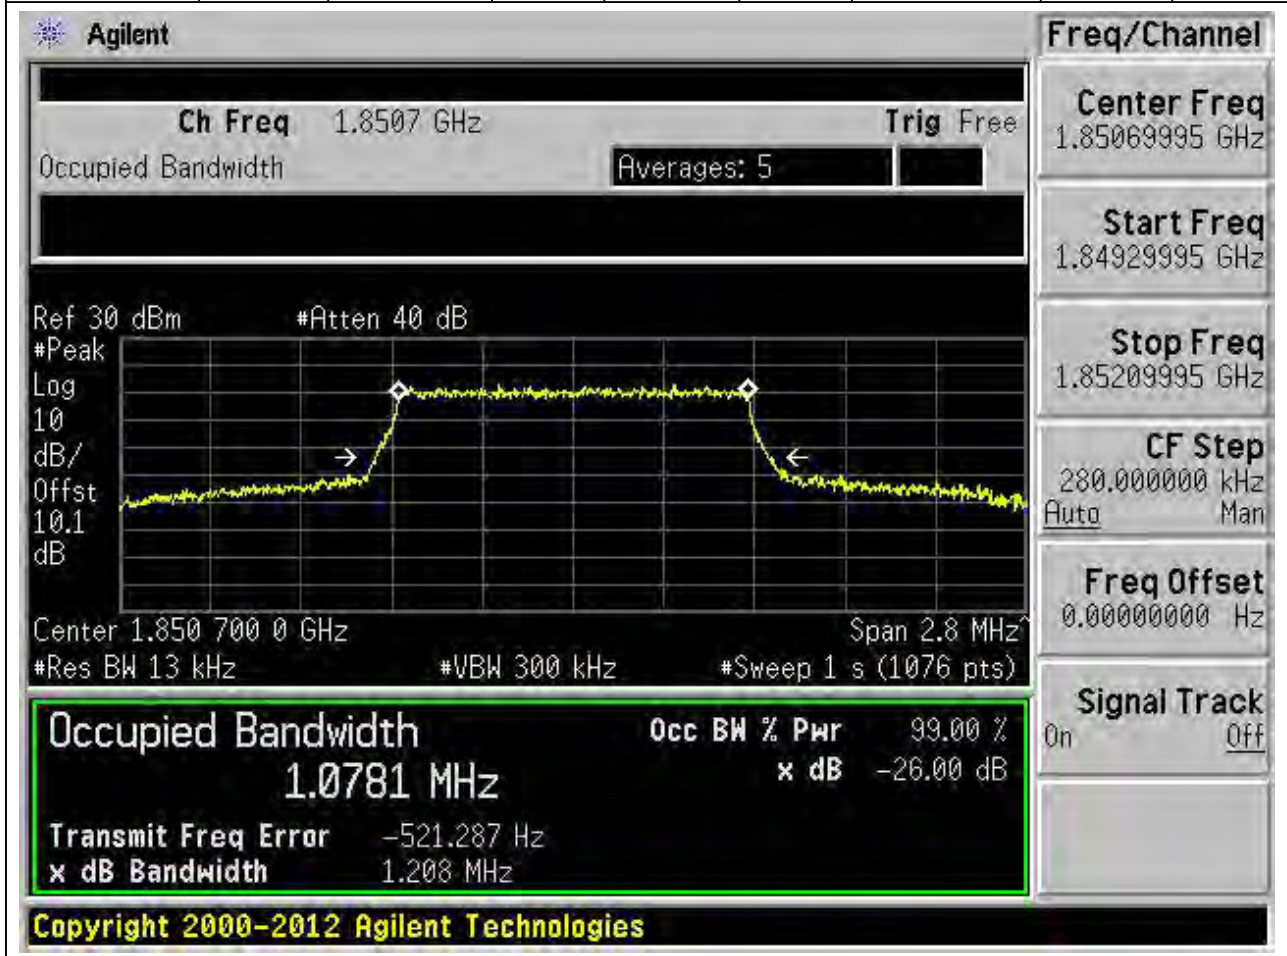 Agilent
Freq/Channel
Ch Freq 1.8507 GHz Trig Free
Occupied Bandwidth Averages: 5
Center Freq
1.85069995 GHz
Start Freq
1.84929995 GHz
Stop Freq
1.85209995 GHz
CF Step
280.000000 kHz
Auto Man
Freq Offset
0.00000000 Hz
Signal Track
On Off
Ref 30 dBm #Atten 40 dB
#Peak
Log
10
dB/
Offst
10.1
dB
Center 1.850 700 0 GHz Span 2.8 MHz^
#Res BW 13 kHz #VBW 300 kHz #Sweep 1 s (1076 pts)
Occupied Bandwidth Occ BW % Pwr 99.00 %
1.0781 MHz x dB -26.00 dB
Transmit Freq Error -521.287 Hz
x dB Bandwidth 1.208 MHz
Copyright 2000-2012 Agilent Technologies